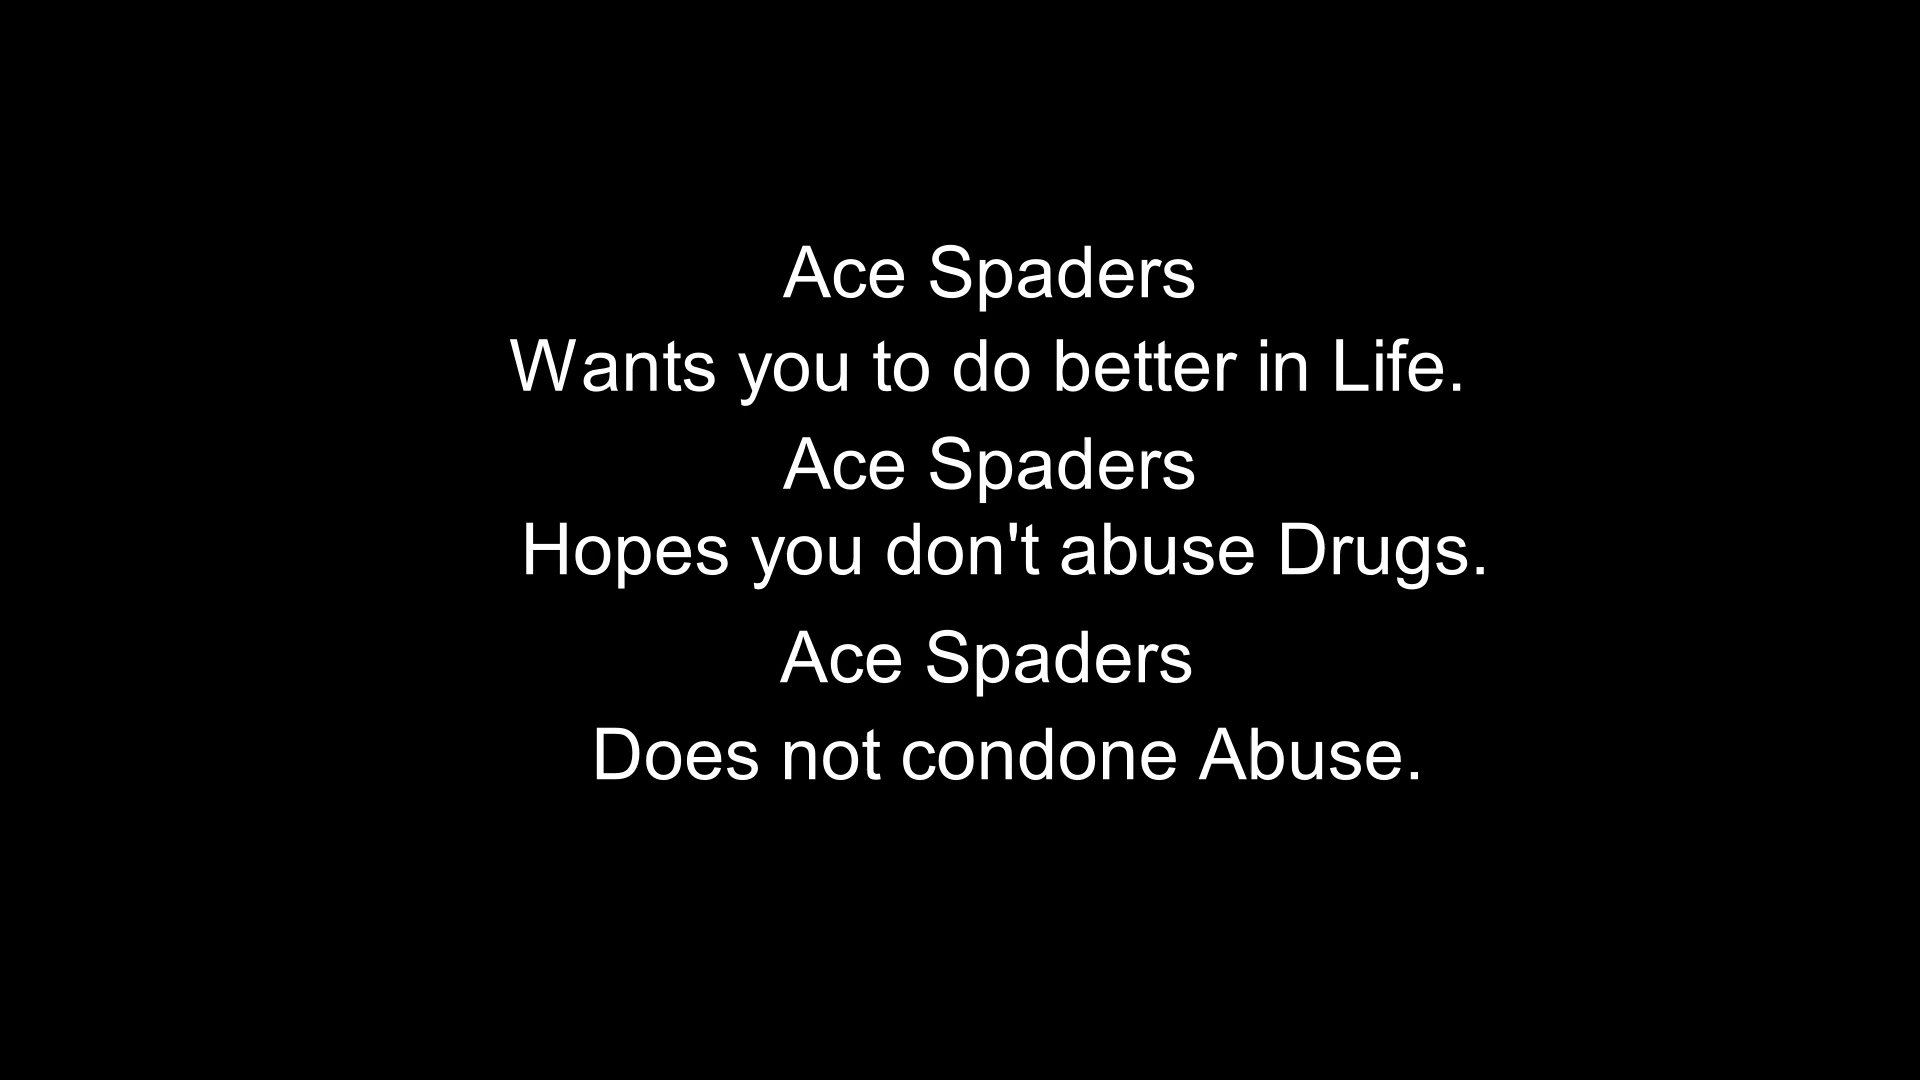 Ace Spaders
Wants you to do better in Life.
Ace Spaders
Hopes you don't abuse Drugs.
Ace Spaders
Does not condone Abuse.